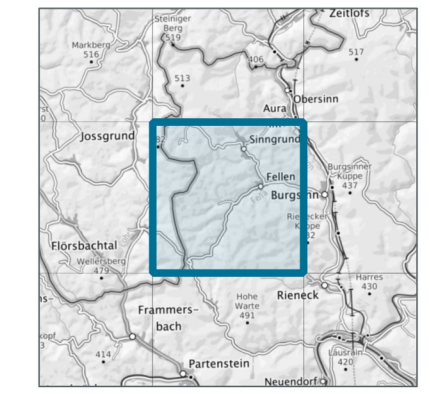 Zeitlofs
Steiniger
Berg
519
Markberg
516
406
517
513
Obersinn
Aura
Jossgrund
Sinngrund
Burgsinner
Kuppe
437
Fellen
Burgsinn
Flörsbachtal
Wellersberg
479
Harres
430
Rieneck
Hohe
Warte
491
Frammers-
bach
414
Lausrain
420
Partenstein
Neuendorf